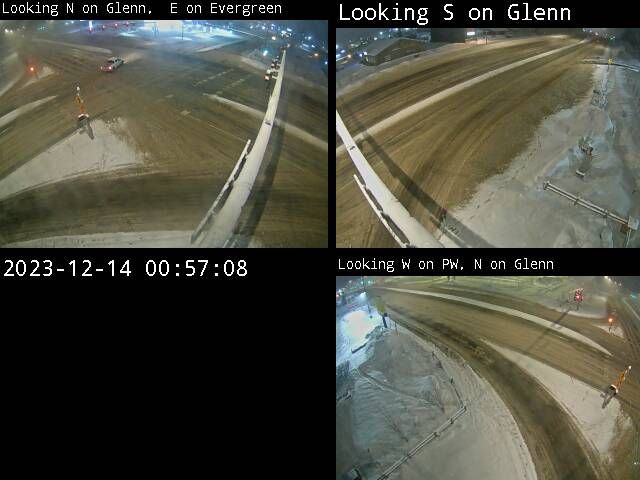 Looking N on Glenn,  E on Evergreen
Looking S on Glenn
2023-12-14 00:57:08
Looking W on PW, N on Glenn